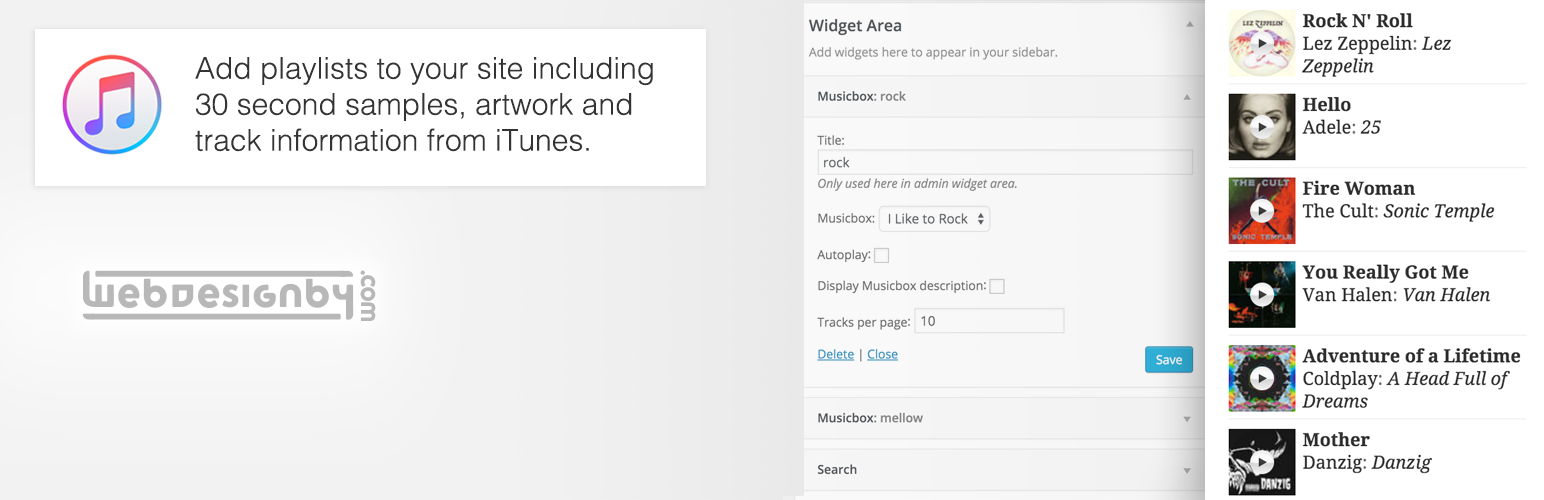 Add playlists to your site including
30 second samples, artwork and
track information from iTunes.
webdesignby.com
Widget Area
Add widgets here to appear in your sidebar.
Musicbox: rock
Title:
rock
Only used here in admin widget area.
Musicbox: I Like to Rock
Autoplay:
Display Musicbox description:
Tracks per page: 10
Delete | Close
Save
Musicbox: mellow
Search
LEZ ZEPPELIN
Rock N' Roll
Lez Zeppelin: Lez
Zeppelin
Hello
Adele: 25
THE CULT
SONIC TEMPLE
Fire Woman
The Cult: Sonic Temple
You Really Got Me
Van Halen: Van Halen
Adventure of a Lifetime
Coldplay: A Head Full of
Dreams
DANZIG
Mother
Danzig: Danzig